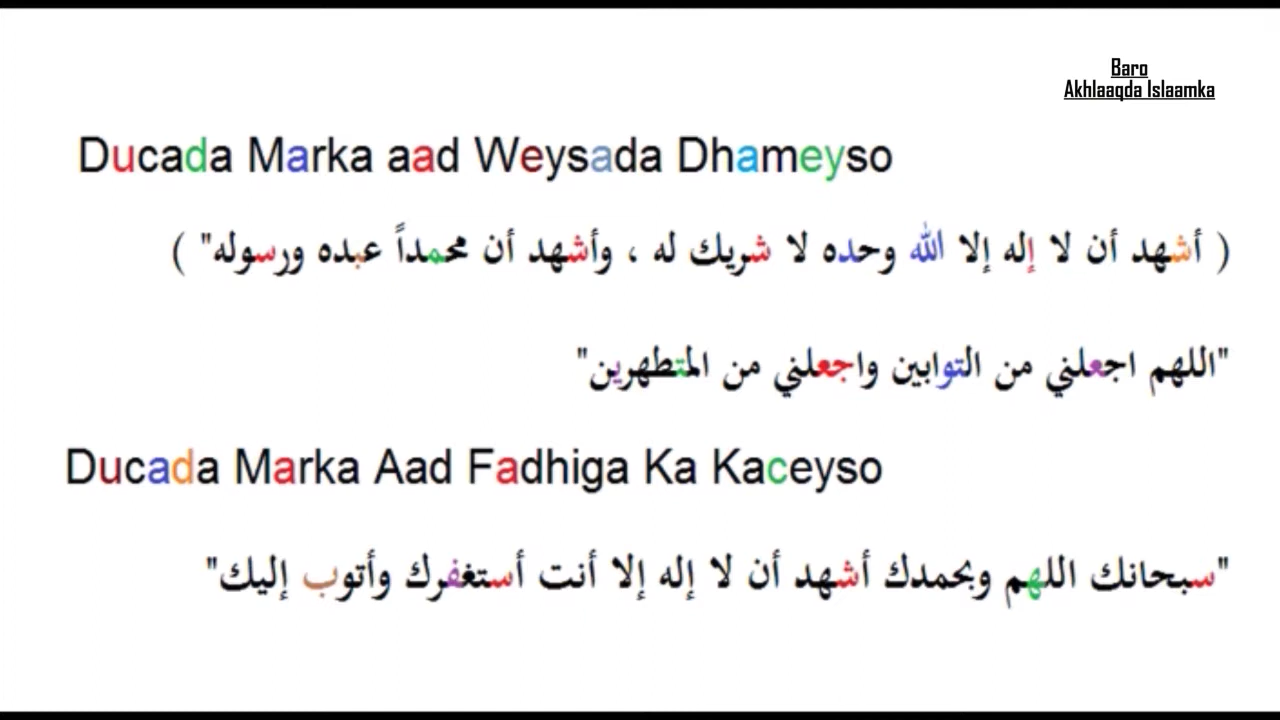 Baro
Akhlaaqda Islaamka
Ducada Marka aad Weysada Dhameyso
( أشهد أن لا إله إلا الله وحده لا شريك له ، وأشهد أن محمداً عبده ورسوله" )
"اللهم اجعلني من التوابين واجعلني من المتطهرين"
Ducada Marka Aad Fadhiga Ka Kaceyso
"سبحانك اللهم وبحمدك أشهد أن لا إله إلا أنت أستغفرك وأتوب إليك"